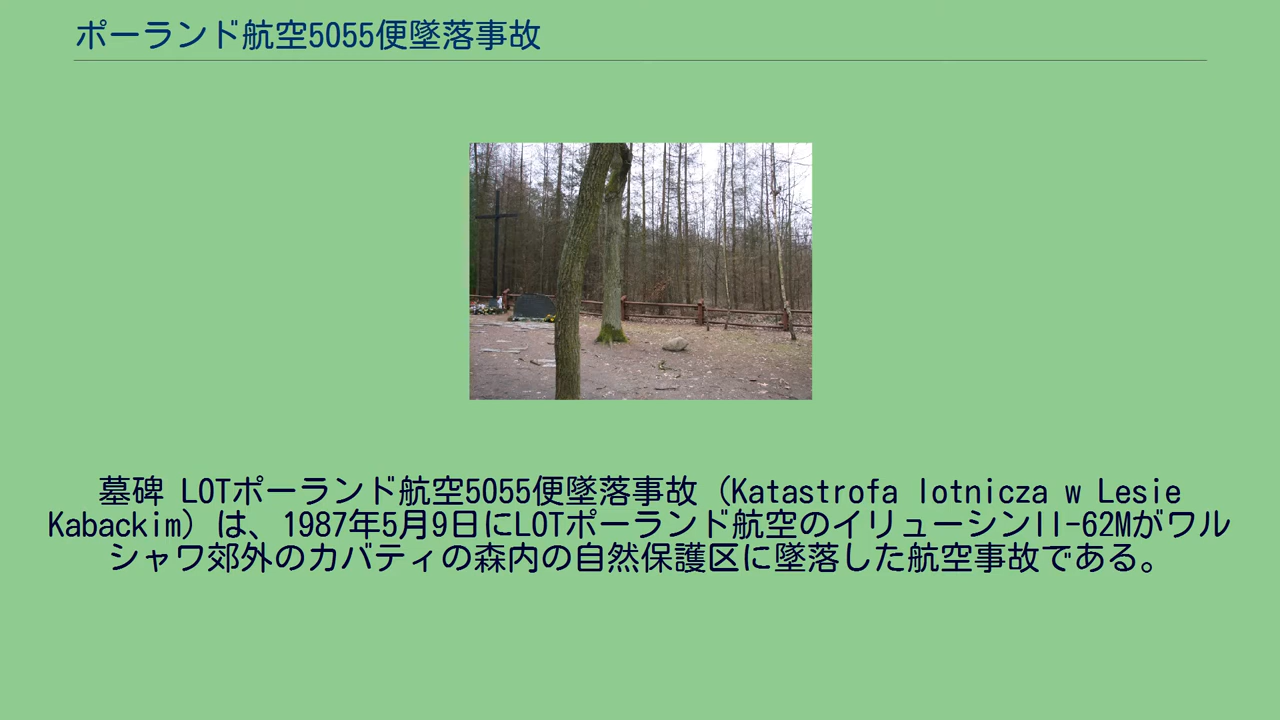 ポーランド航空5055便墜落事故
墓碑 LOTポーランド航空5055便墜落事故（Katastrofa lotnicza w Lesie
Kabackim）は、1987年5月9日にLOTポーランド航空のイリューシンIl-62Mがワル
シャワ郊外のカバティの森内の自然保護区に墜落した航空事故である。